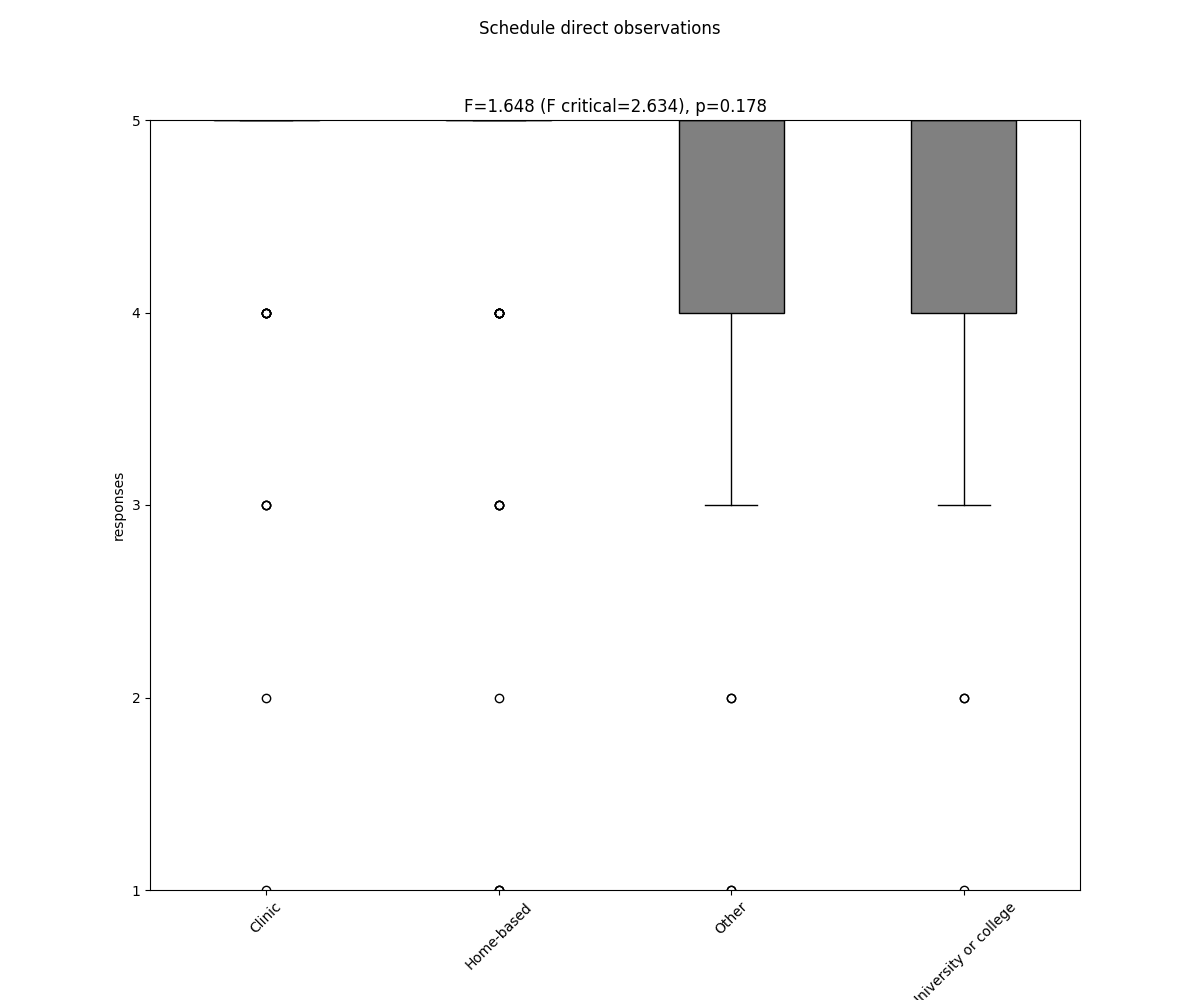 Schedule direct observations
F=1.648 (F critical=2.634), p=0.178
5
4
3
2
1
responses
Clinic
Home-based
Other
or college